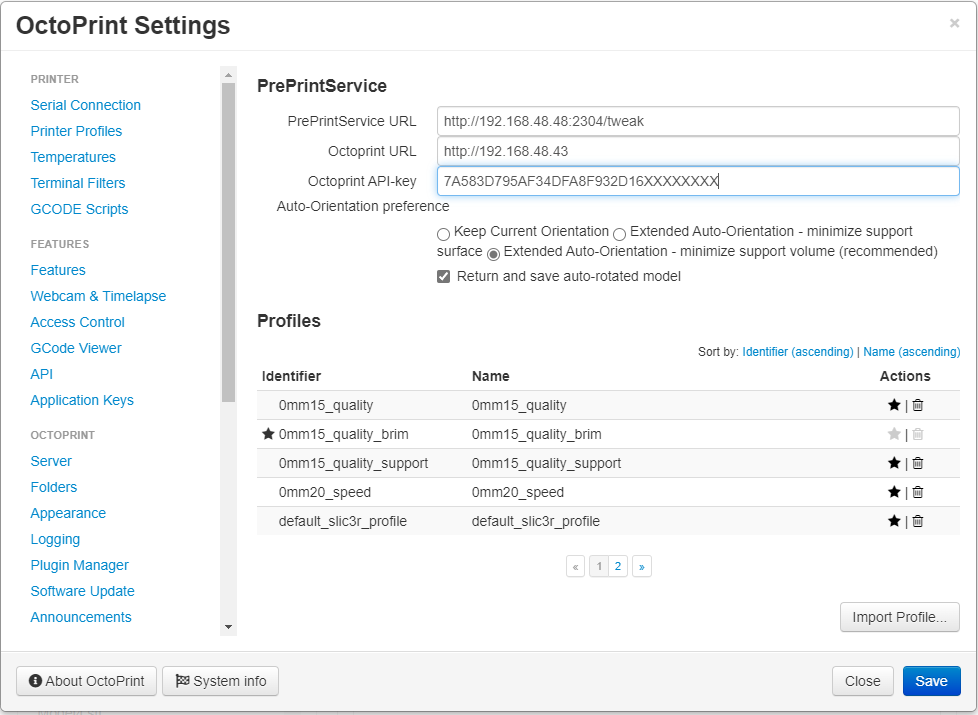 OctoPrint Settings
×
PRINTER
Serial Connection
Printer Profiles
Temperatures
Terminal Filters
GCODE Scripts
FEATURES
Features
Webcam & Timelapse
Access Control
GCode Viewer
API
Application Keys
OCTOPRINT
Server
Folders
Appearance
Logging
Plugin Manager
Software Update
Announcements
PrePrintService
PrePrintService URL http://192.168.48.48:2304/tweak
Octoprint URL http://192.168.48.43
Octoprint API-key 7A583D795AF34DFA8F932D16XXXXXXXX
Auto-Orientation preference
Keep Current Orientation Extended Auto-Orientation - minimize support
surface Extended Auto-Orientation - minimize support volume (recommended)
Return and save auto-rotated model
Profiles
Sort by: Identifier (ascending) | Name (ascending)
Identifier Name Actions
0mm15_quality 0mm15_quality |
0mm15_quality_brim 0mm15_quality_brim |
0mm15_quality_support 0mm15_quality_support |
0mm20_speed 0mm20_speed |
default_slic3r_profile default_slic3r_profile |
« 1 2 »
Import Profile...
About OctoPrint System info Close Save